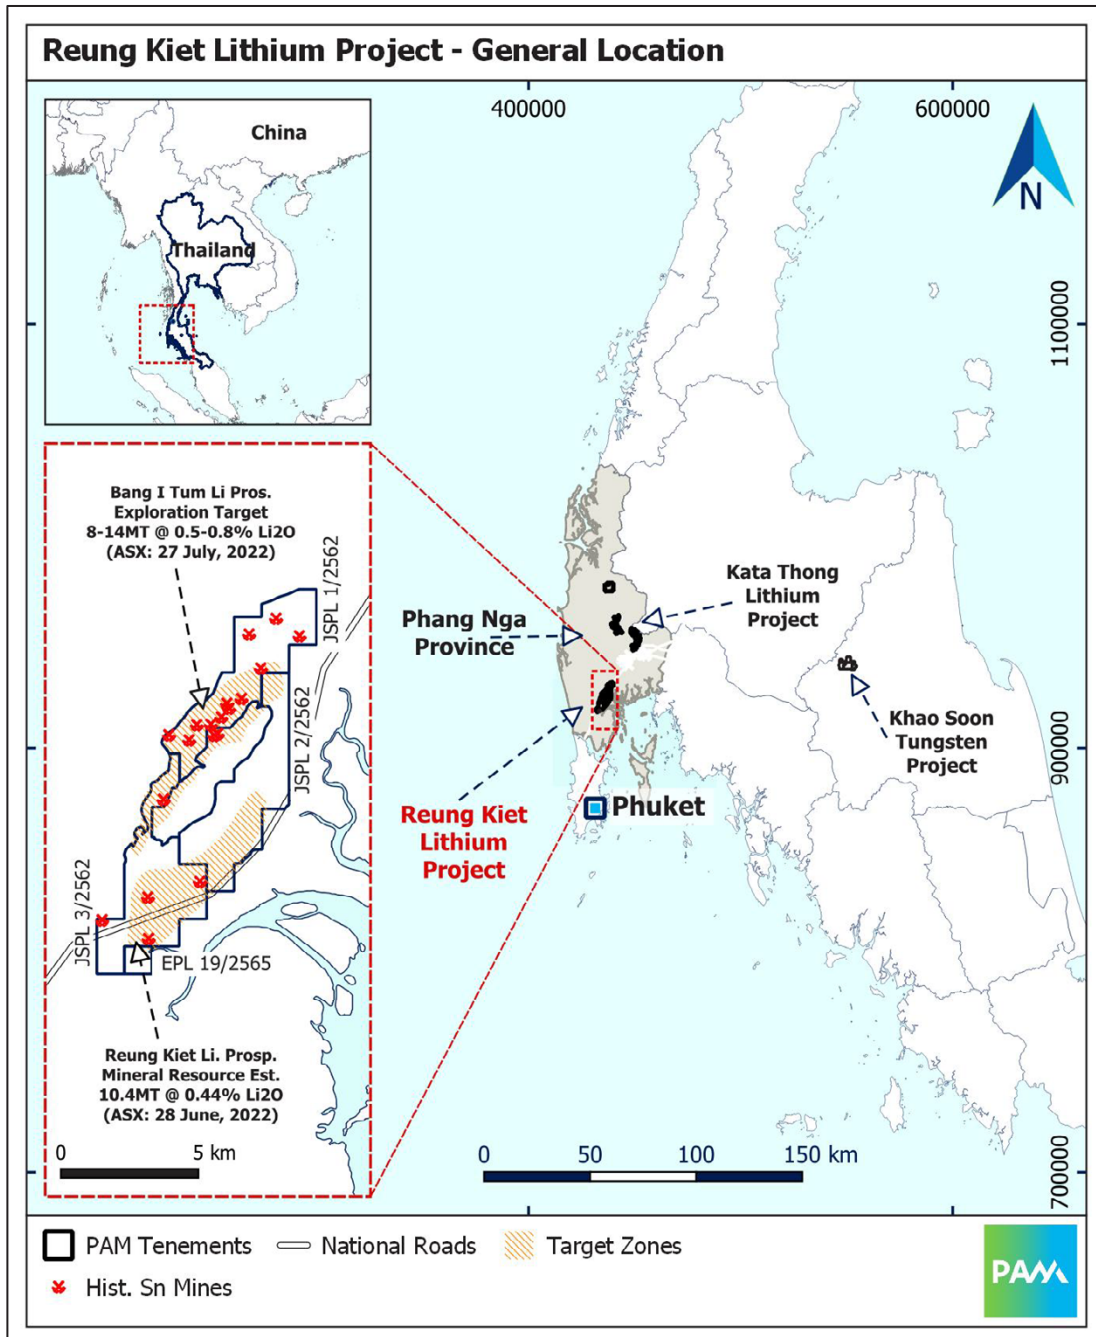 Reung Kiet Lithium Project - General Location
400000
600000
China
Thailand
N
1100000
900000
700000
Bang I Tum Li Pros.
Exploration Target
8-14MT @ 0.5-0.8% Li2O
(ASX: 27 July, 2022)
JSPL 1/2562
JSPL 2/2562
JSPL 3/2562
EPL 19/2565
Reung Kiet Li. Prosp.
Mineral Resource Est.
10.4MT @ 0.44% Li2O
(ASX: 28 June, 2022)
0
5 km
Phang Nga
Province
Kata Thong
Lithium
Project
Khao Soon
Tungsten
Project
Reung Kiet
Lithium
Project
Phuket
0 50 100 150 km
PAM Tenements
National Roads
Target Zones
Hist. Sn Mines
PAM